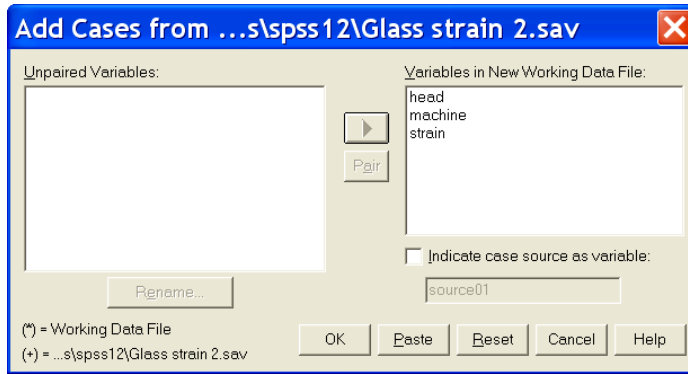 Add Cases from ...s\spss12\Glass strain 2.sav
Unpaired Variables:
Variables in New Working Data File:
head
machine
strain
Pair
Indicate case source as variable:
Rename...
source01
(*) = Working Data File
(+) = ...s\spss12\Glass strain 2.sav
OK Paste Reset Cancel Help